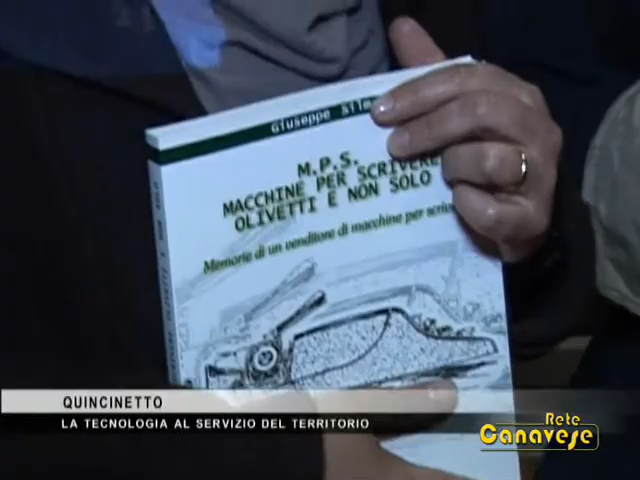 Giuseppe
M.P.S.
MACCHINE PER SCRIVERE
OLIVETTI E NON SOLO
Memorie di un venditore di macchine per
QUINCINETTO
LA TECNOLOGIA AL SERVIZIO DEL TERRITORIO
Rete
Canavese